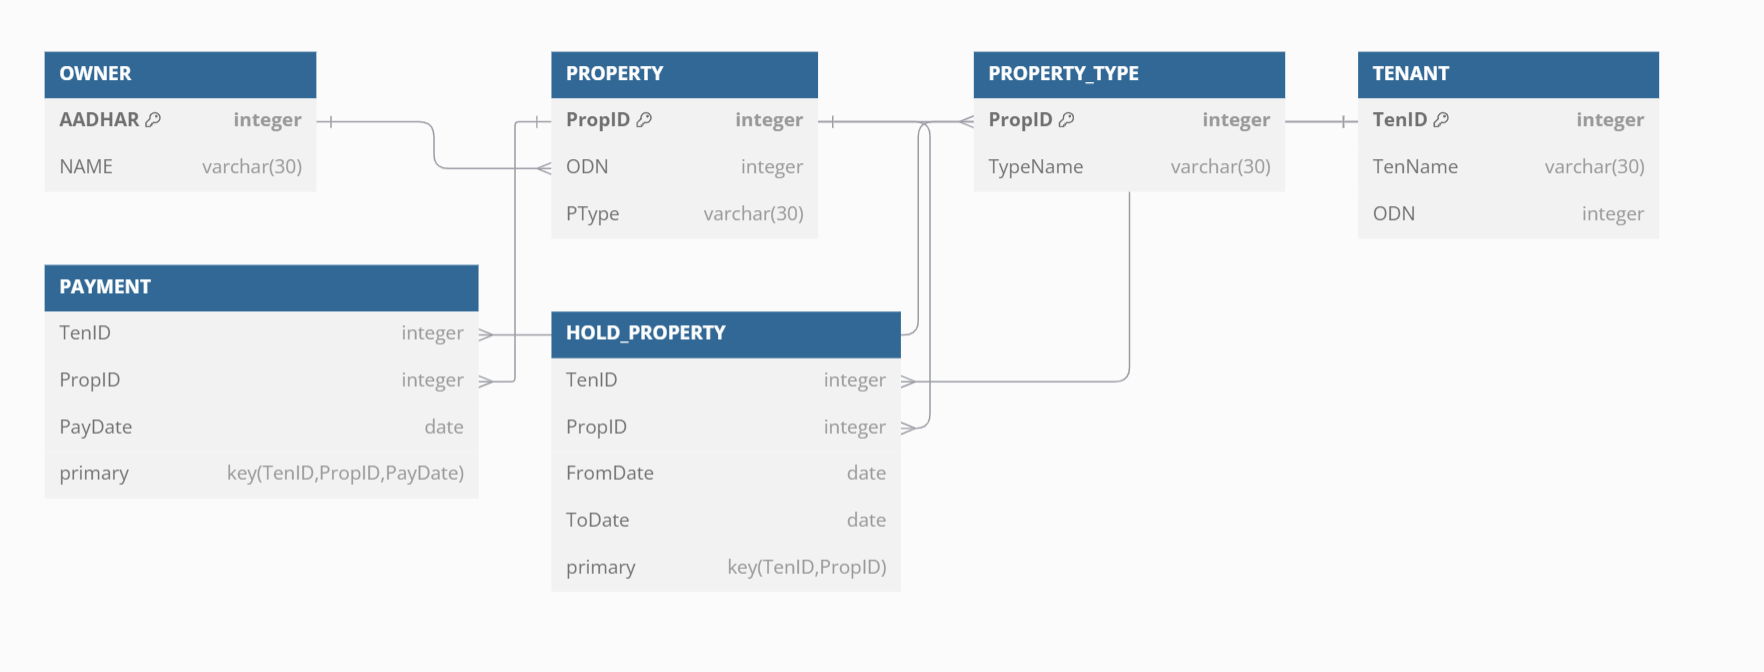 OWNER
AADHAR integer
NAME varchar(30)
PROPERTY
PropID integer
ODN integer
PType varchar(30)
PROPERTY_TYPE
PropID integer
TypeName varchar(30)
TENANT
TenID integer
TenName varchar(30)
ODN integer
PAYMENT
TenID integer
PropID integer
PayDate date
primary key(TenID,PropID,PayDate)
HOLD_PROPERTY
TenID integer
PropID integer
FromDate date
ToDate date
primary key(TenID,PropID)